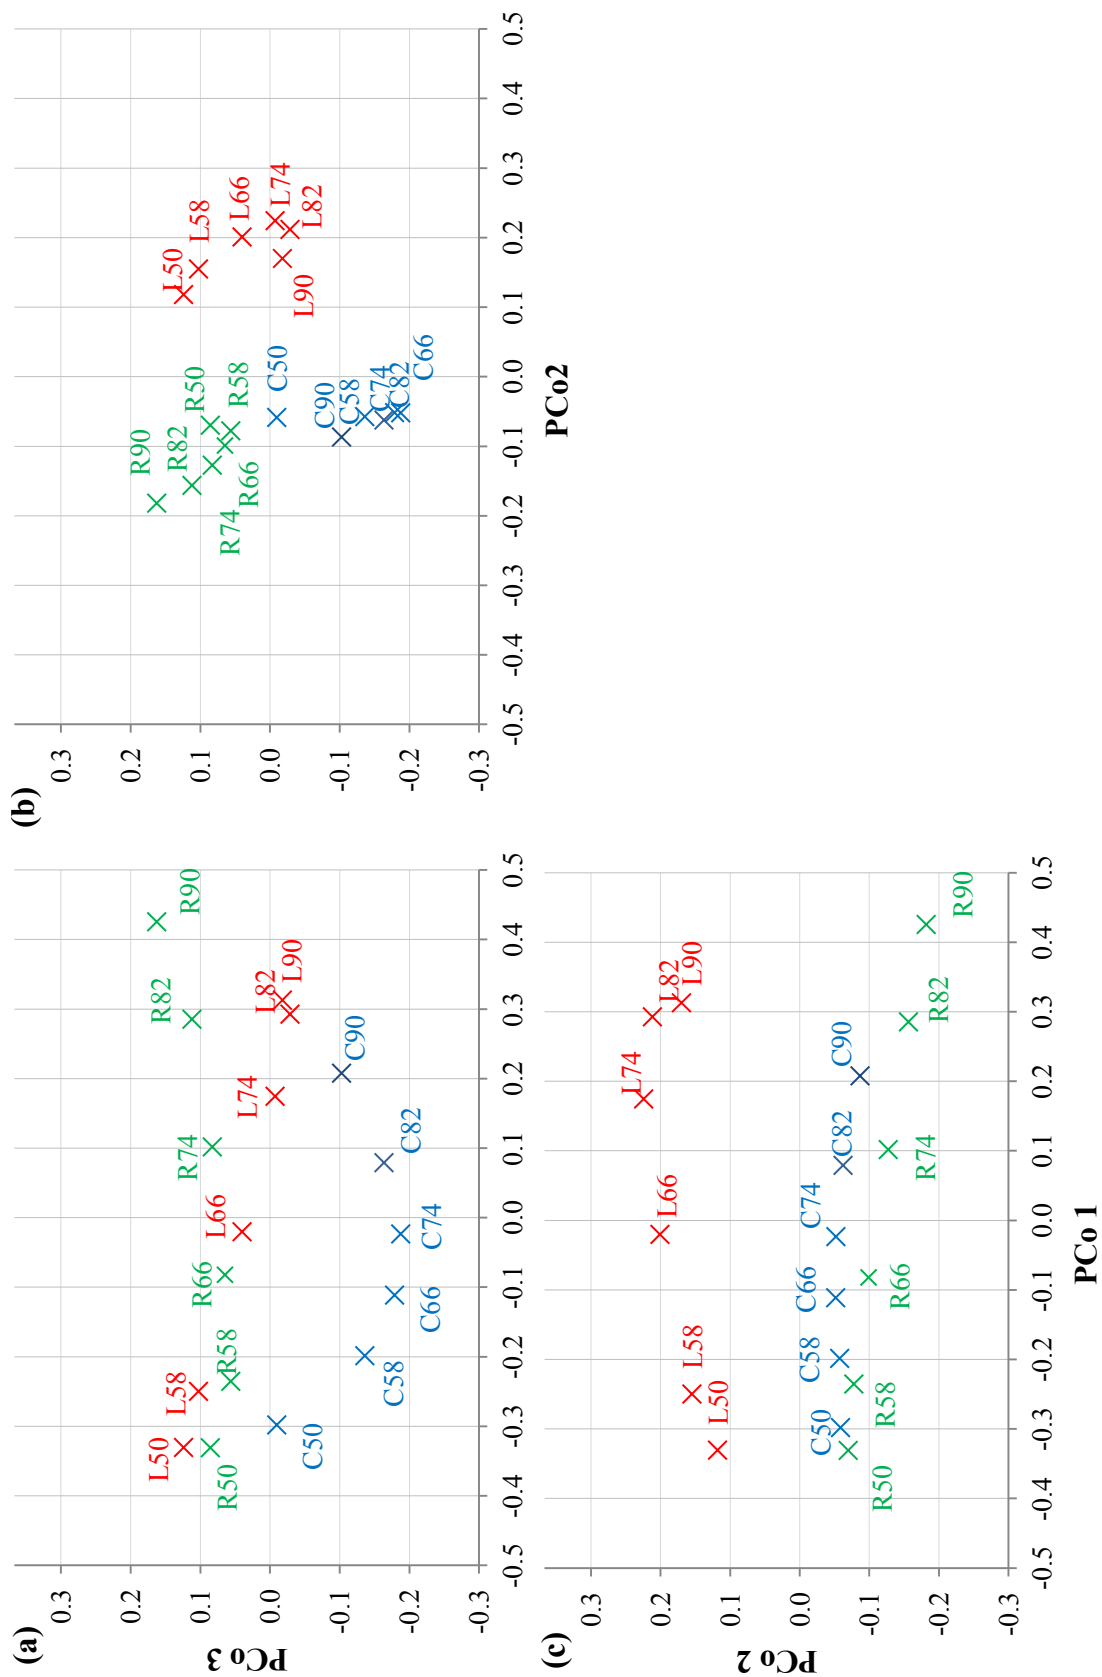 (a)
PCo 3
0.3
0.2
0.1
0.0
-0.1
-0.2
-0.3
-0.5
-0.4
-0.3
-0.2
-0.1
0.0
0.1
0.2
0.3
0.4
0.5
L50
L58
R50
R58
R66
L66
R74
L74
R82
R90
L82
L90
C50
C58
C66
C74
C82
C90
(b)
0.3
0.2
0.1
0.0
-0.1
-0.2
-0.3
-0.5
-0.4
-0.3
-0.2
-0.1
0.0
0.1
0.2
0.3
0.4
0.5
PCo2
R90
R82
R50
R58
R74
R66
L50
L58
L66
L74
L82
L90
C50
C90
C58
C74
C82
C66
(c)
PCo 2
0.3
0.2
0.1
0.0
-0.1
-0.2
-0.3
-0.5
-0.4
-0.3
-0.2
-0.1
0.0
0.1
0.2
0.3
0.4
0.5
PCo 1
L50
L58
L66
L74
L82
L90
C50
C58
C66
C74
C82
C90
R50
R58
R66
R74
R82
R90